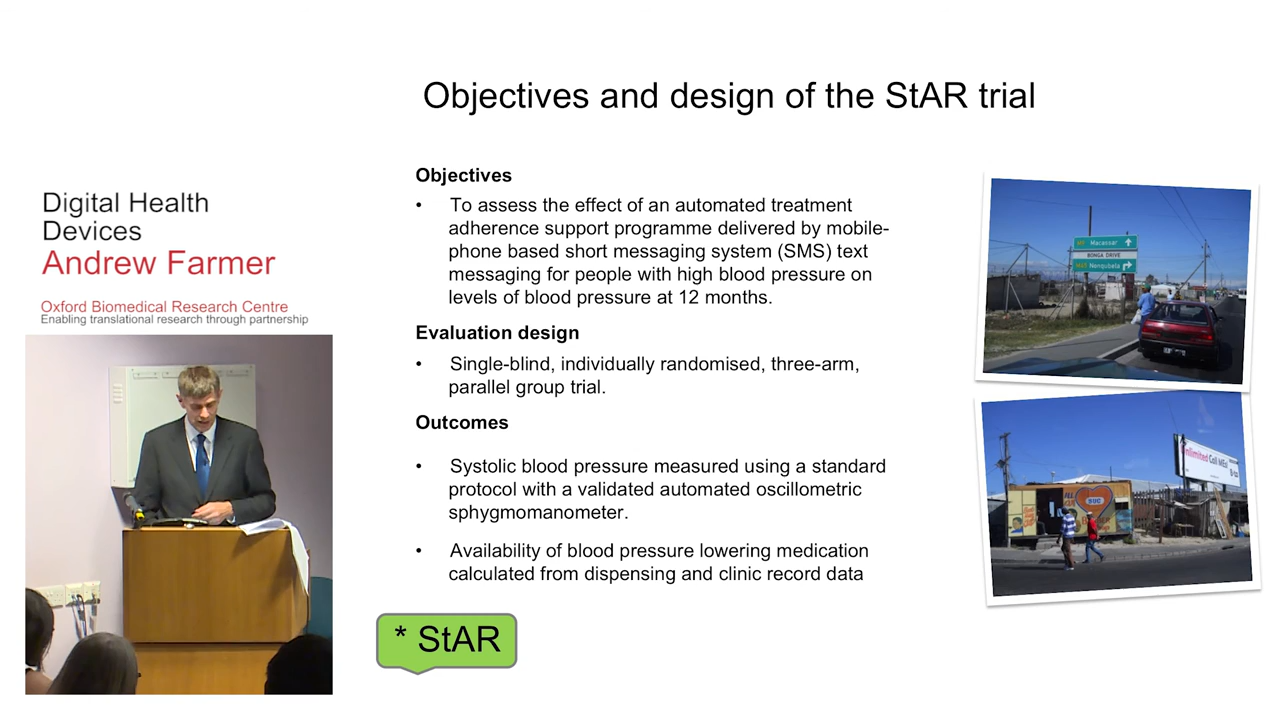 Objectives and design of the StAR trial
Digital Health
Devices
Andrew Farmer
Oxford Biomedical Research Centre
Enabling translational research through partnership
Objectives
• To assess the effect of an automated treatment
adherence support programme delivered by mobile-
phone based short messaging system (SMS) text
messaging for people with high blood pressure on
levels of blood pressure at 12 months.
Evaluation design
• Single-blind, individually randomised, three-arm,
parallel group trial.
Outcomes
• Systolic blood pressure measured using a standard
protocol with a validated automated oscillometric
sphygmomanometer.
• Availability of blood pressure lowering medication
calculated from dispensing and clinic record data
* StAR
Macassar
BONGA DRIVE
Nonqubela